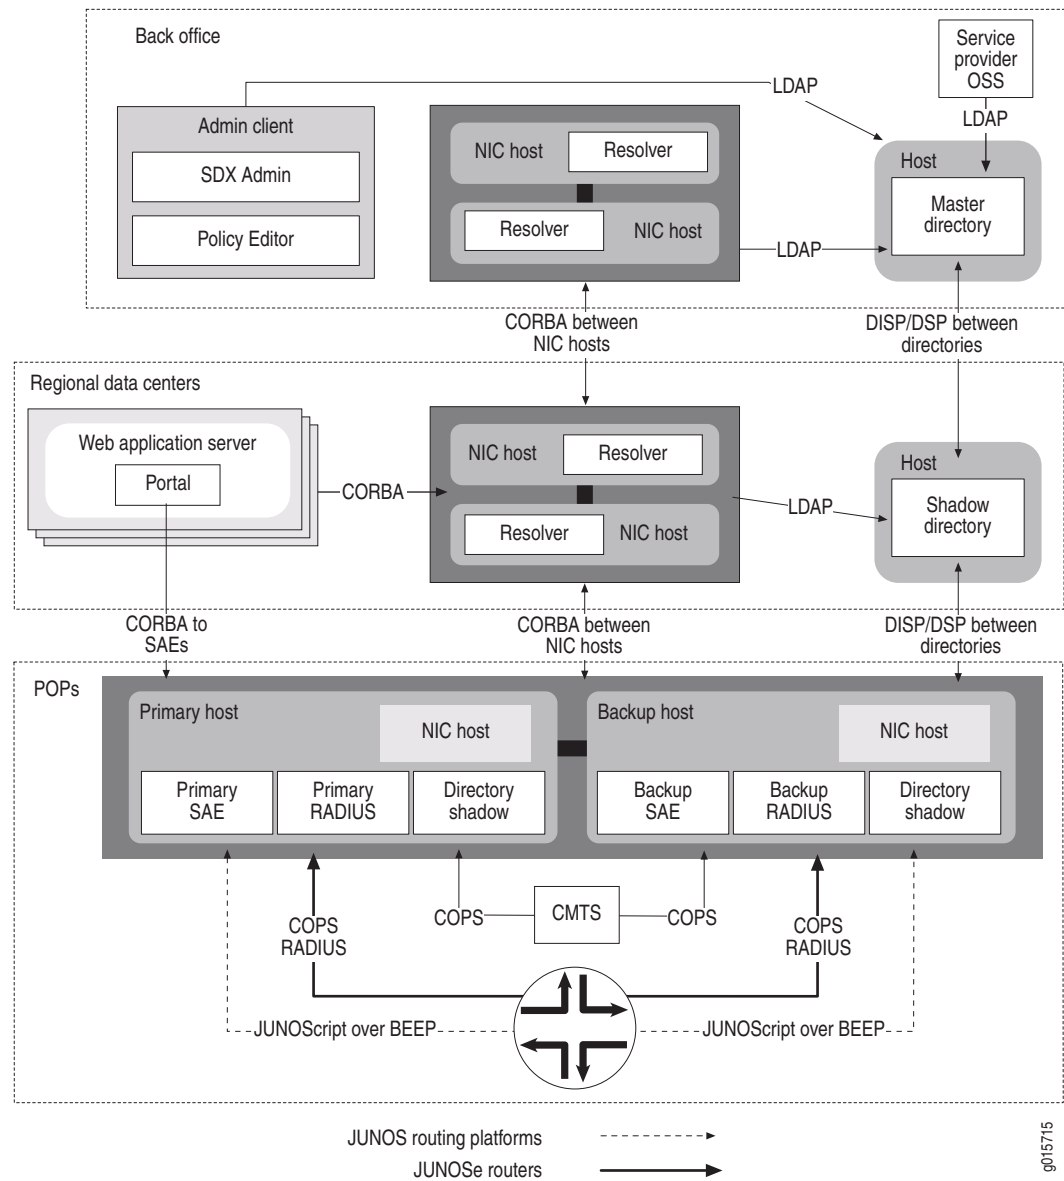 Back office
Service
provider
OSS
LDAP
LDAP
Admin client
SDX Admin
Policy Editor
NIC host
Resolver
Resolver
NIC host
LDAP
Host
Master
directory
CORBA between
NIC hosts
DISP/DSP between
directories
Regional data centers
Web application server
Portal
CORBA
NIC host
Resolver
Resolver
NIC host
LDAP
Host
Shadow
directory
CORBA to
SAEs
CORBA between
NIC hosts
DISP/DSP between
directories
POPs
Primary host
NIC host
Primary
SAE
Primary
RADIUS
Directory
shadow
Backup host
NIC host
Backup
SAE
Backup
RADIUS
Directory
shadow
COPS
RADIUS
COPS
CMTS
COPS
COPS
RADIUS
JUNOScript over BEEP
JUNOScript over BEEP
JUNOS routing platforms
JUNOSe routers
g015715